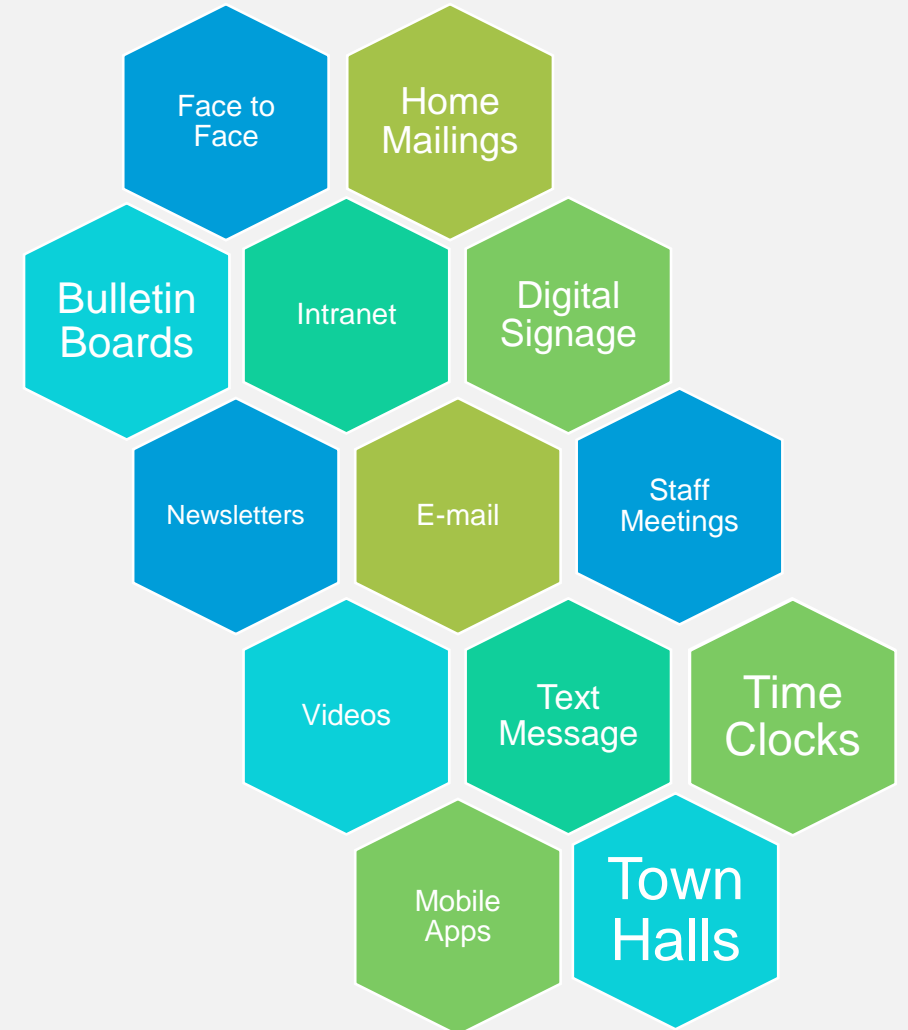 Face to
Face
Home
Mailings
Bulletin
Boards
Intranet
Digital
Signage
Newsletters
E-mail
Staff
Meetings
Videos
Text
Message
Time
Clocks
Mobile
Apps
Town
Halls